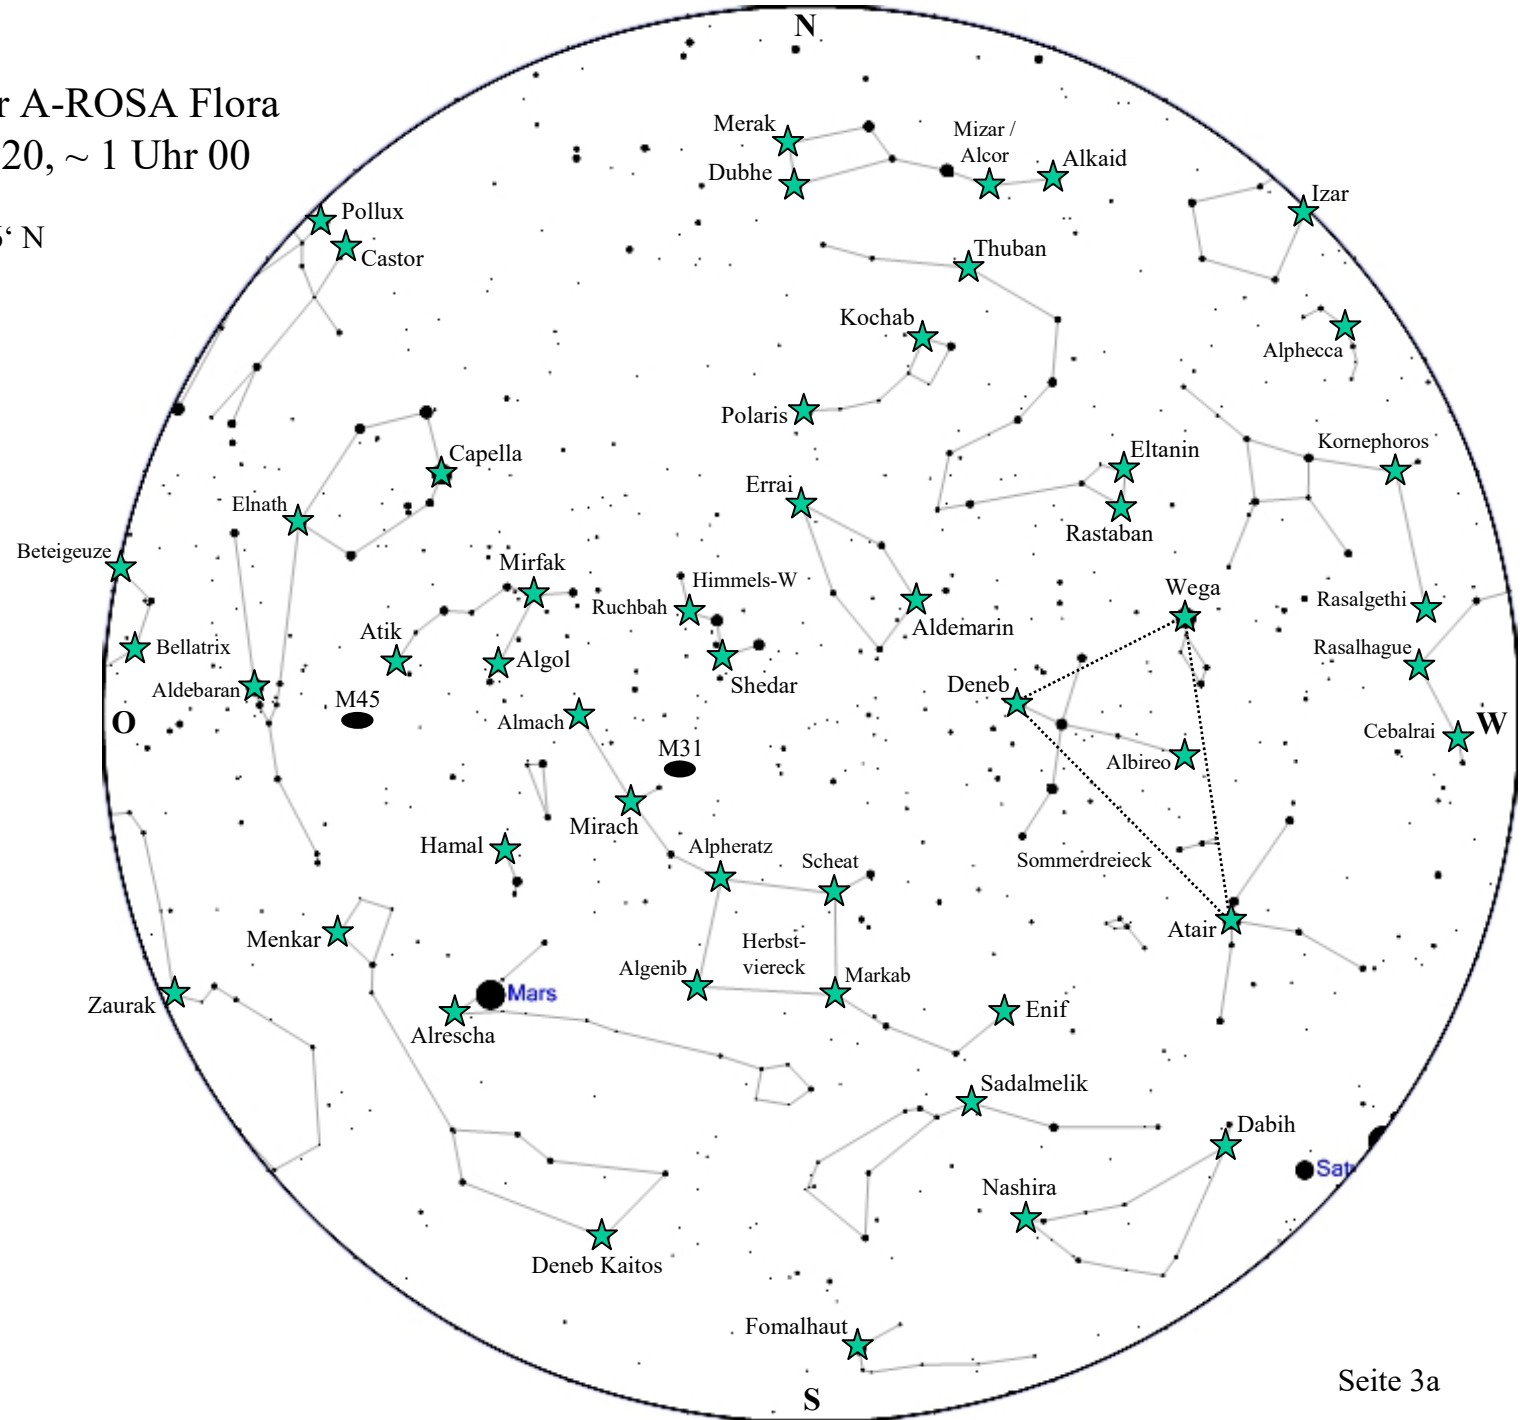 N
r A-ROSA Flora
20, ~ 1 Uhr 00
‘ N
Merak
Mizar /
Alcor
Alkaid
Dubhe
Izar
Pollux
Castor
Thuban
Kochab
Alphecca
Polaris
Capella
Eltanin
Kornephoros
Errai
Elnath
Rastaban
Beteigeuze
Mirfak
Himmels-W
Wega
Ruchbah
Rasalgethi
Aldemarin
Atik
Bellatrix
Algol
Rasalhague
Shedar
Deneb
Aldebaran
M45
O
Almach
W
Cebalrai
M31
Albireo
Mirach
Hamal
Alpheratz
Scheat
Sommerdreieck
Menkar
Atair
Herbst-
viereck
Algenib
Markab
Mars
Zaurak
Enif
Alrescha
Sadalmelik
Dabih
Sat
Nashira
Deneb Kaitos
Fomalhaut
Seite 3a
S